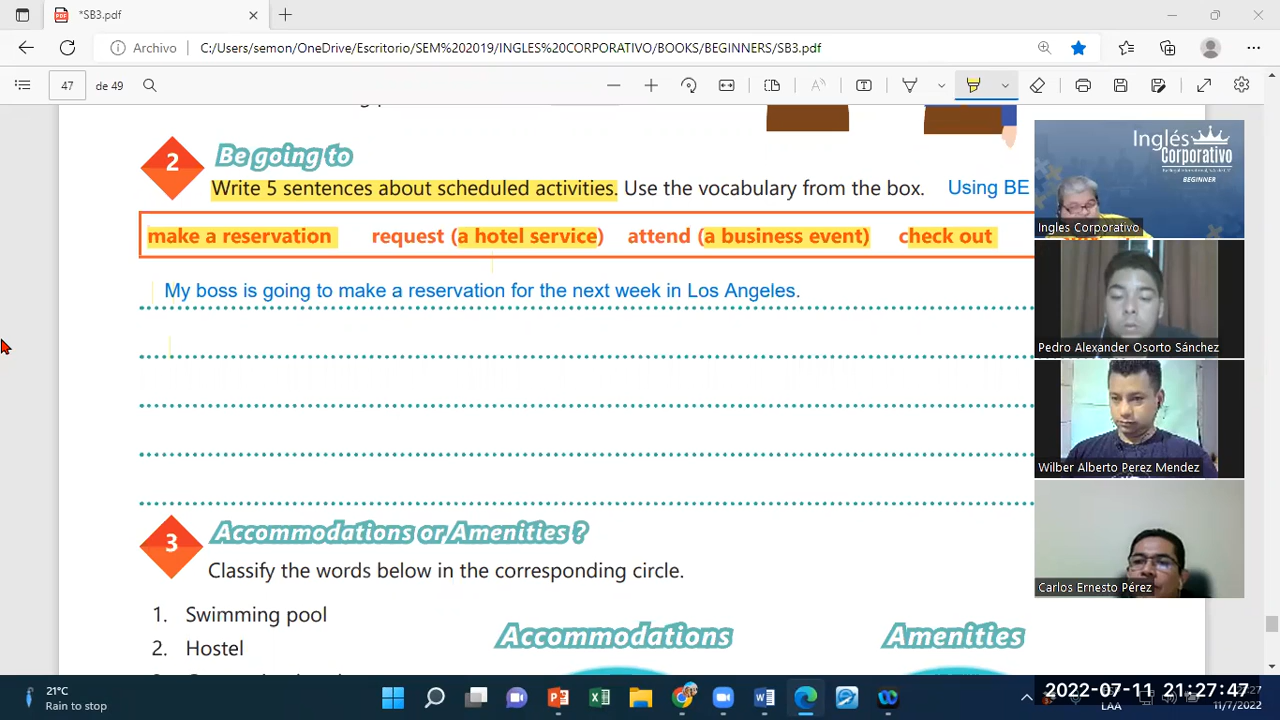 *SB3.pdf
Archivo C:/Users/semon/OneDrive/Escritorio/SEM%202019/INGLES%20CORPORATIVO/BOOKS/BEGINNERS/SB3.pdf
47 de 49
2 Be going to
Write 5 sentences about scheduled activities. Use the vocabulary from the box. Using BE
make a reservation request (a hotel service) attend (a business event) check out
My boss is going to make a reservation for the next week in Los Angeles.
3 Accommodations or Amenities ?
Classify the words below in the corresponding circle.
1. Swimming pool
2. Hostel
Accommodations Amenities
Inglés
Corporativo
BEGINNER
Ingles Corporativo
Pedro Alexander Osorto Sánchez
Wilber Alberto Perez Mendez
Carlos Ernesto Pérez
21°C
Rain to stop
2022-07-11 21:27:47
LAA
11/7/2022